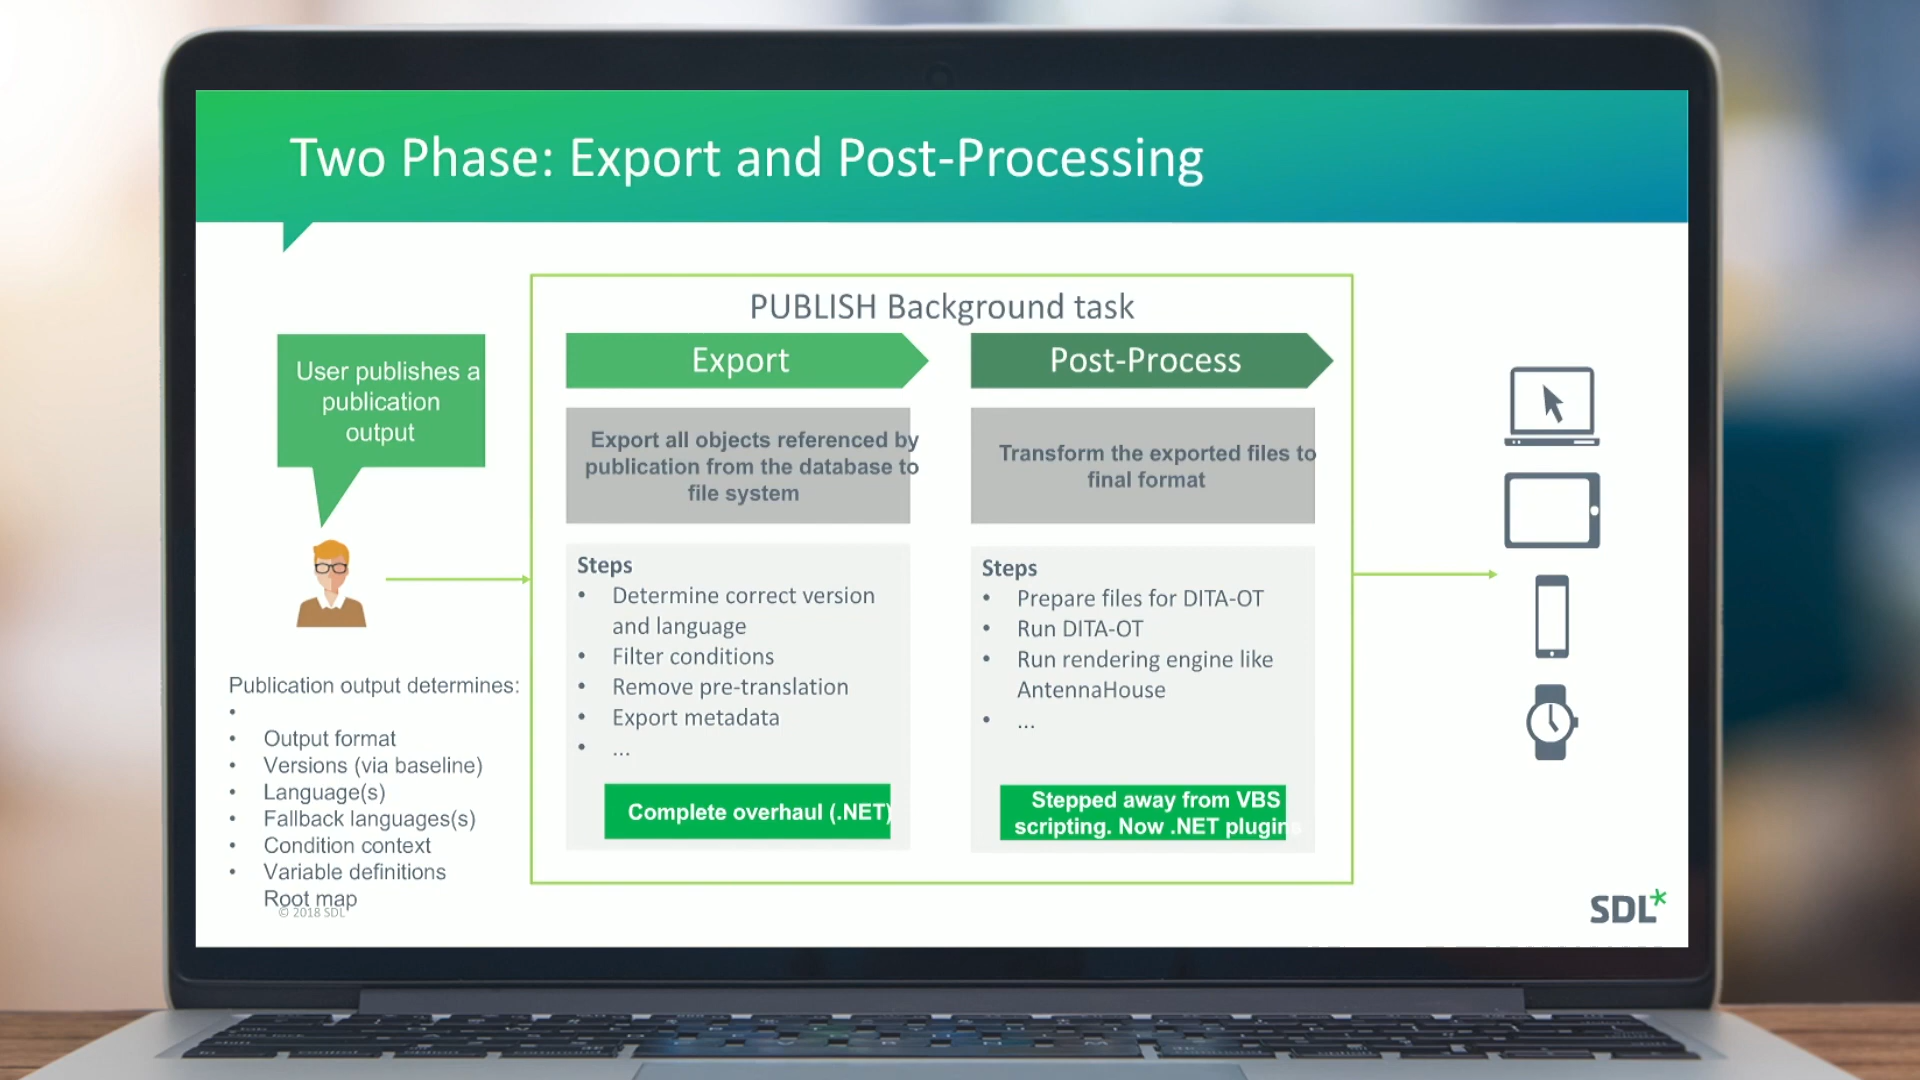 Two Phase: Export and Post-Processing
PUBLISH Background task
User publishes a
publication
output
Publication output determines:
•
• Output format
• Versions (via baseline)
• Language(s)
• Fallback languages(s)
• Condition context
• Variable definitions
Root map
© 2018 SDL
Export
Export all objects referenced by
publication from the database to
file system
Steps
• Determine correct version
and language
• Filter conditions
• Remove pre-translation
• Export metadata
• ...
Complete overhaul (.NET)
Post-Process
Transform the exported files to
final format
Steps
• Prepare files for DITA-OT
• Run DITA-OT
• Run rendering engine like
AntennaHouse
• ...
Stepped away from VBS
scripting. Now .NET plugins
SDL*